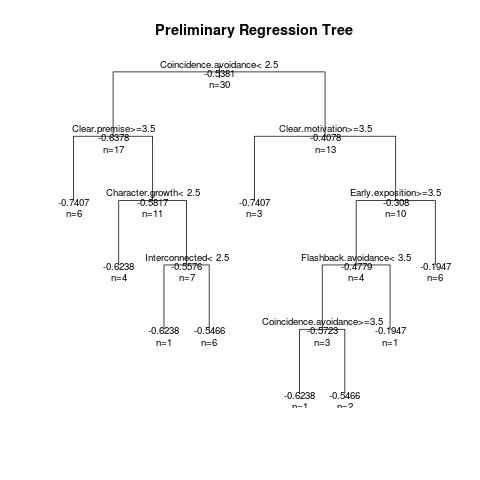 Preliminary Regression Tree
Coincidence.avoidance< 2.5
-0.5381
n=30
Clear.premise>=3.5
-0.6378
n=17
Clear.motivation>=3.5
-0.4078
n=13
-0.7407
n=6
Character.growth< 2.5
-0.5817
n=11
-0.7407
n=3
Early.exposition>=3.5
-0.308
n=10
-0.6238
n=4
Interconnected< 2.5
-0.5576
n=7
Flashback.avoidance< 3.5
-0.4779
n=4
-0.1947
n=6
-0.6238
n=1
-0.5466
n=6
Coincidence.avoidance>=3.5
-0.5723
n=3
-0.1947
n=1
-0.6238
n=1
-0.5466
n=2